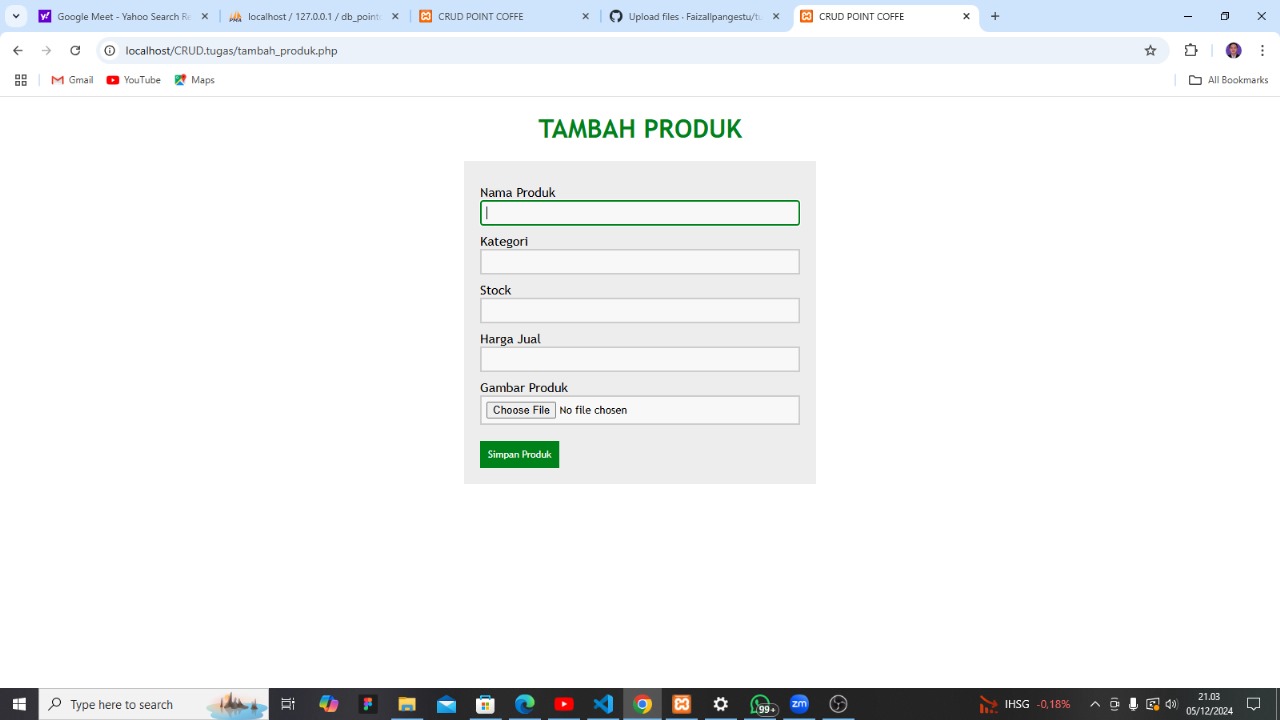 Google Meet - Yahoo Search Re
localhost / 127.0.0.1 / db_point
CRUD POINT COFFE
Upload files · Faizallpangestu/tu
CRUD POINT COFFE
localhost/CRUD.tugas/tambah_produk.php
Gmail
YouTube
Maps
All Bookmarks
TAMBAH PRODUK
Nama Produk
Kategori
Stock
Harga Jual
Gambar Produk
Choose File No file chosen
Simpan Produk
Type here to search
99+
zm
IHSG -0,18%
21.03
05/12/2024